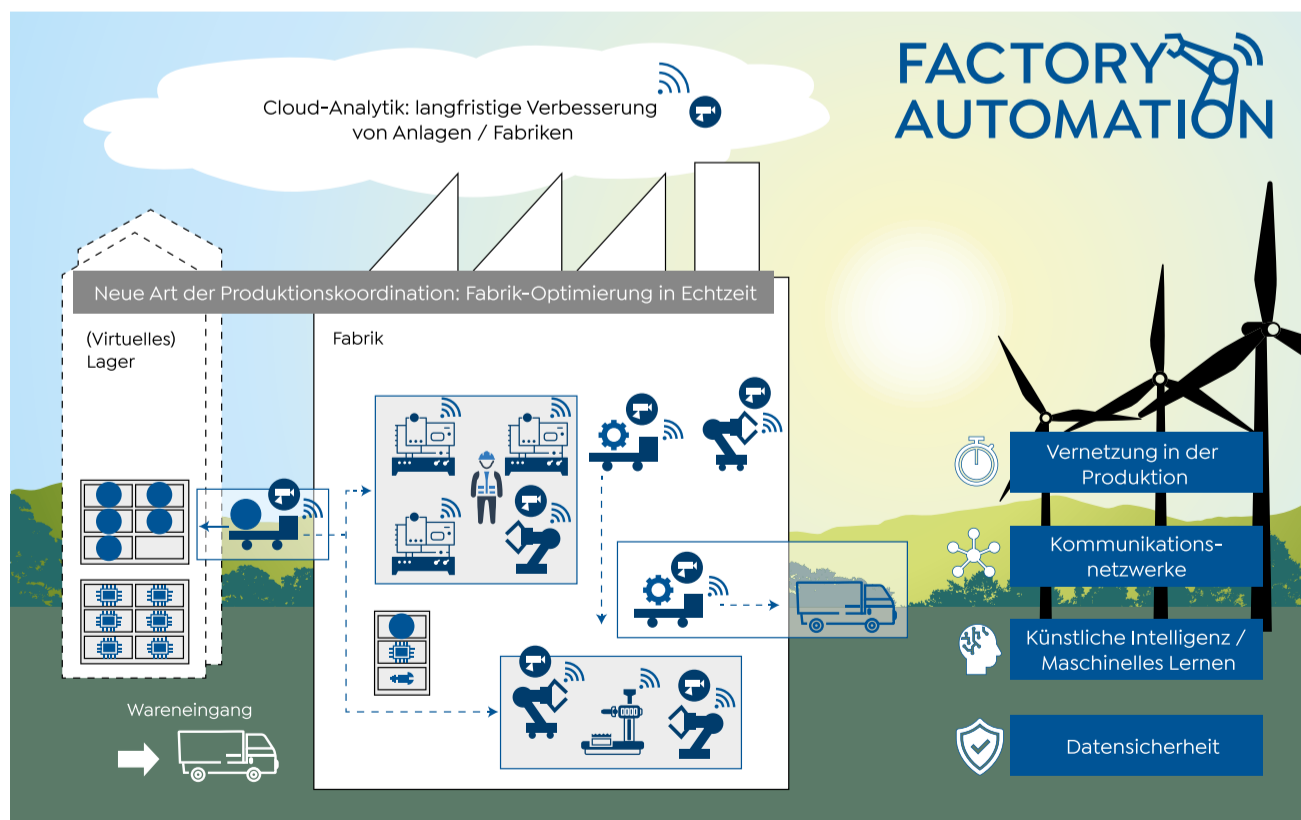 FACTORY
AUTOMATION
Cloud-Analytik: langfristige Verbesserung
von Anlagen / Fabriken
Neue Art der Produktionskoordination: Fabrik-Optimierung in Echtzeit
(Virtuelles)
Lager
Fabrik
Vernetzung in der
Produktion
Kommunikations-
netzwerke
Künstliche Intelligenz /
Maschinelles Lernen
Datensicherheit
Wareneingang